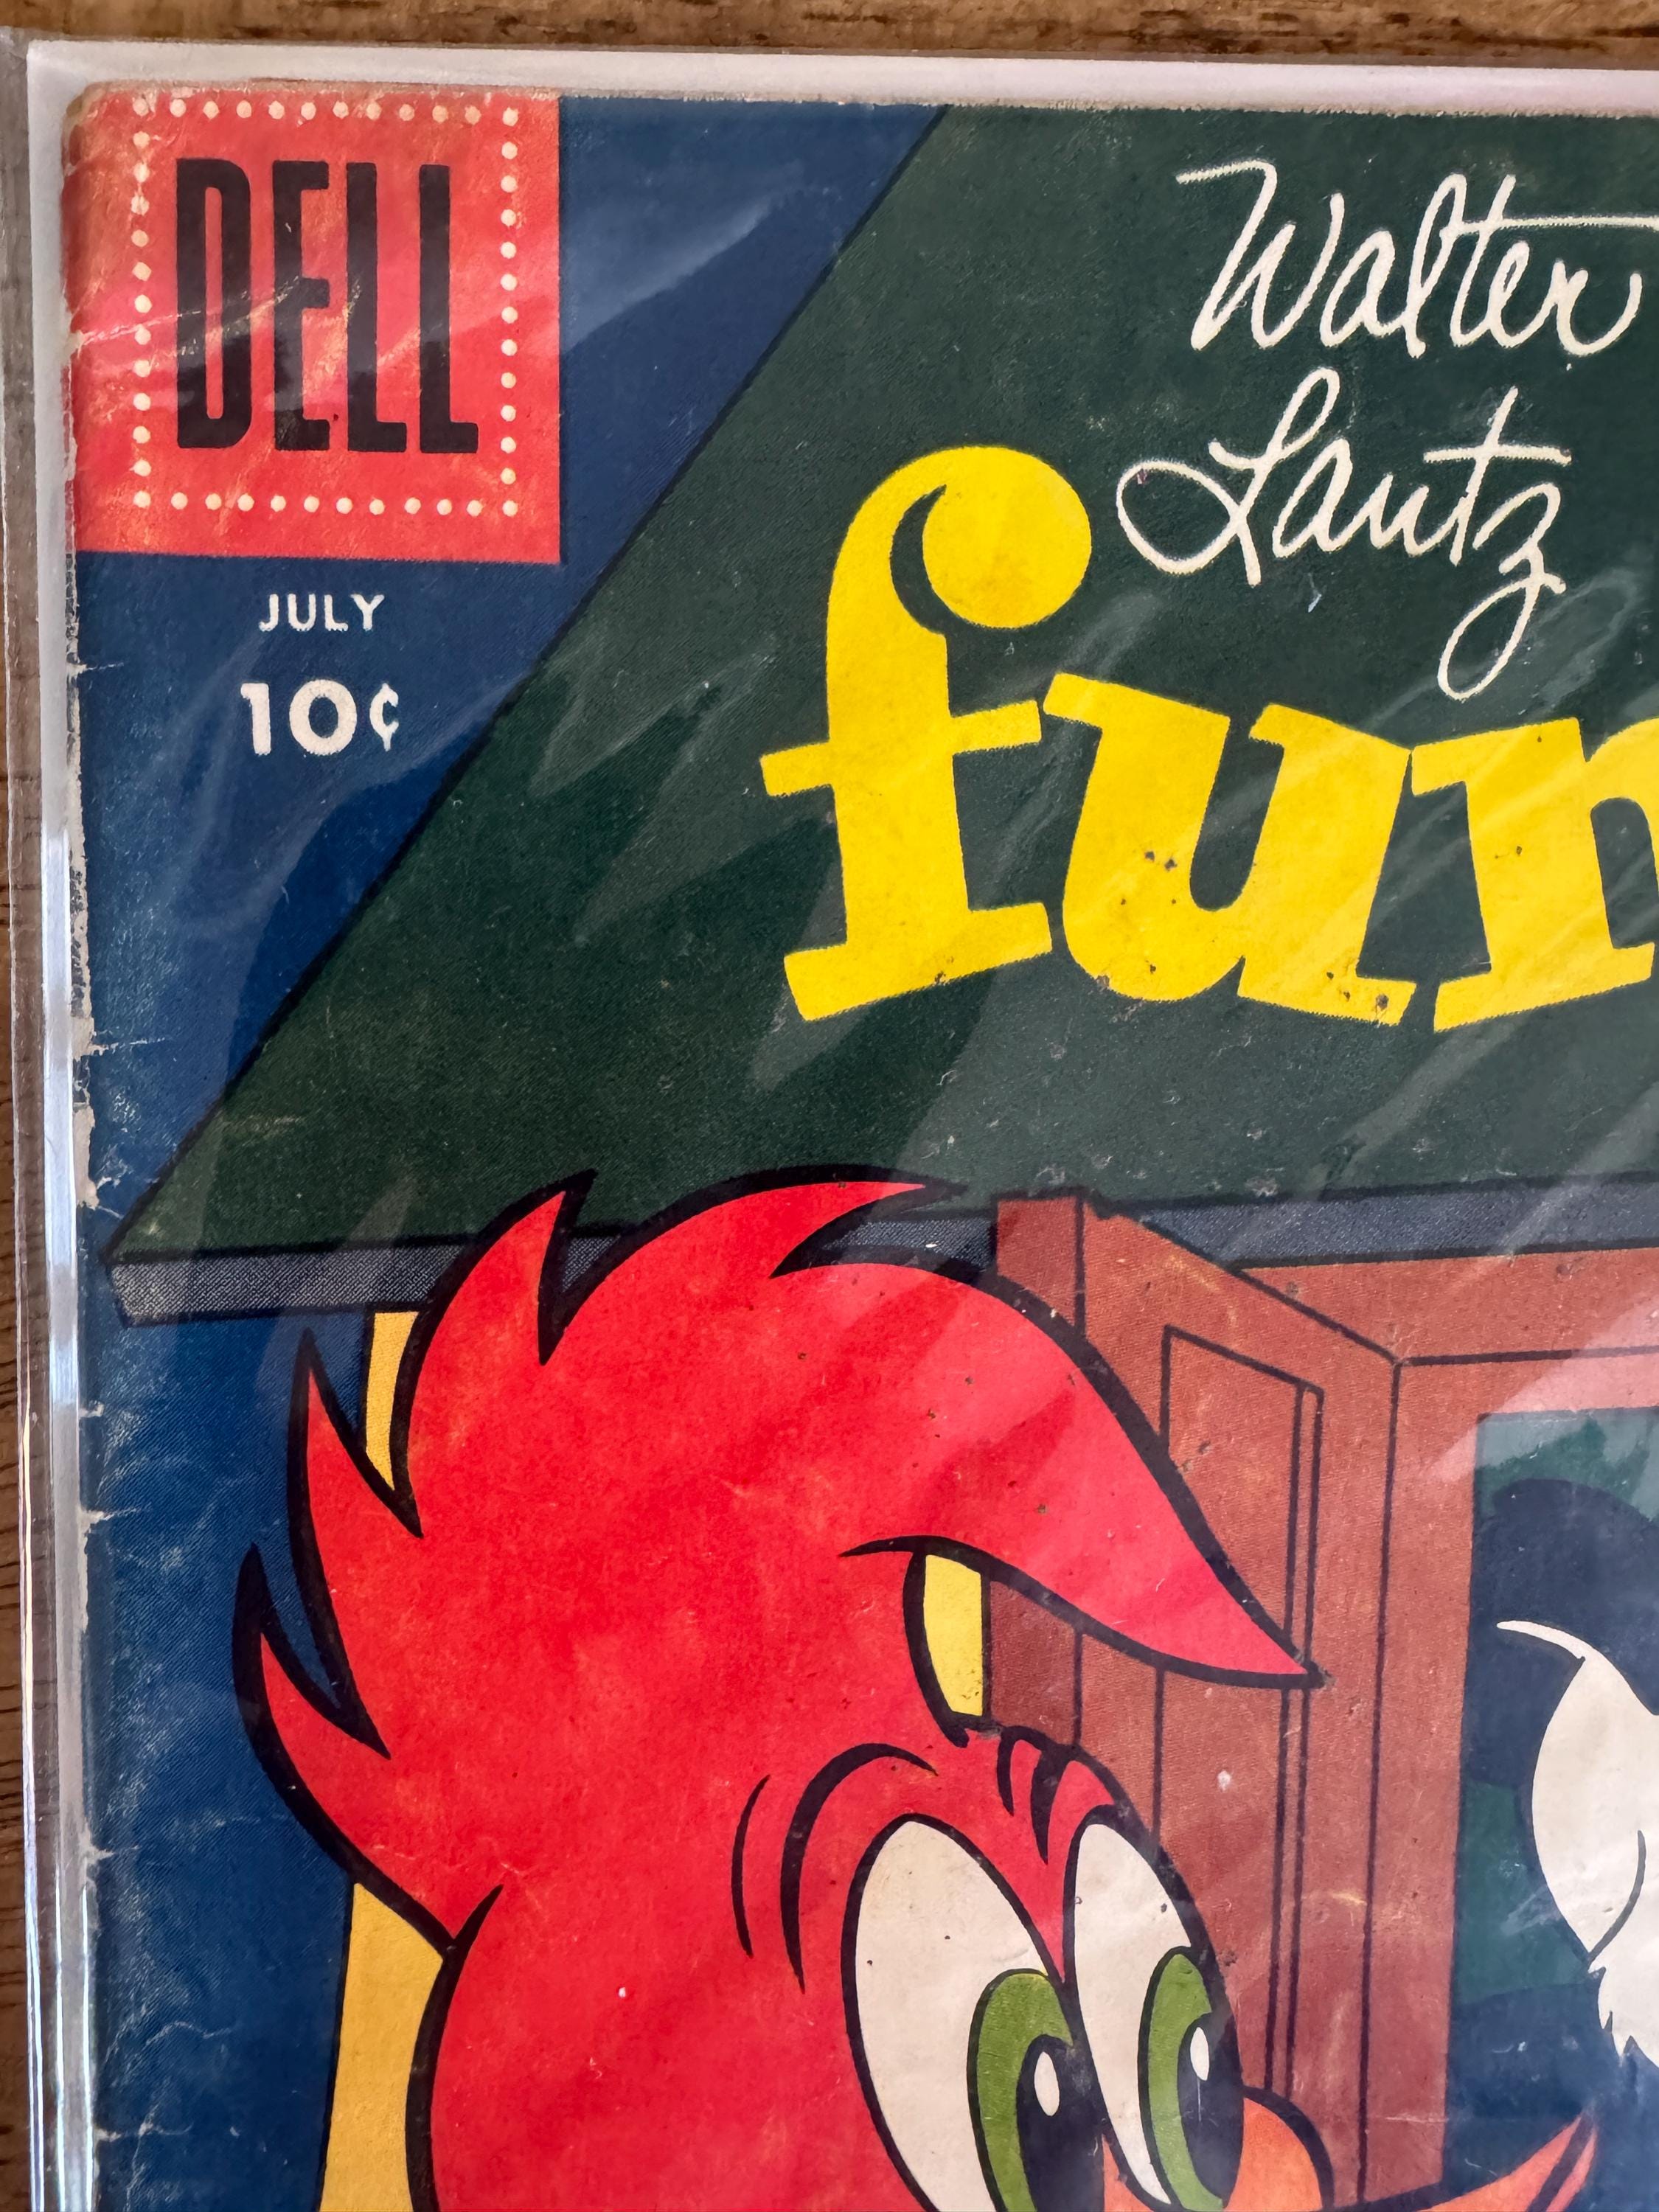 DELL
JULY
10¢
Walter
Lantz
fun